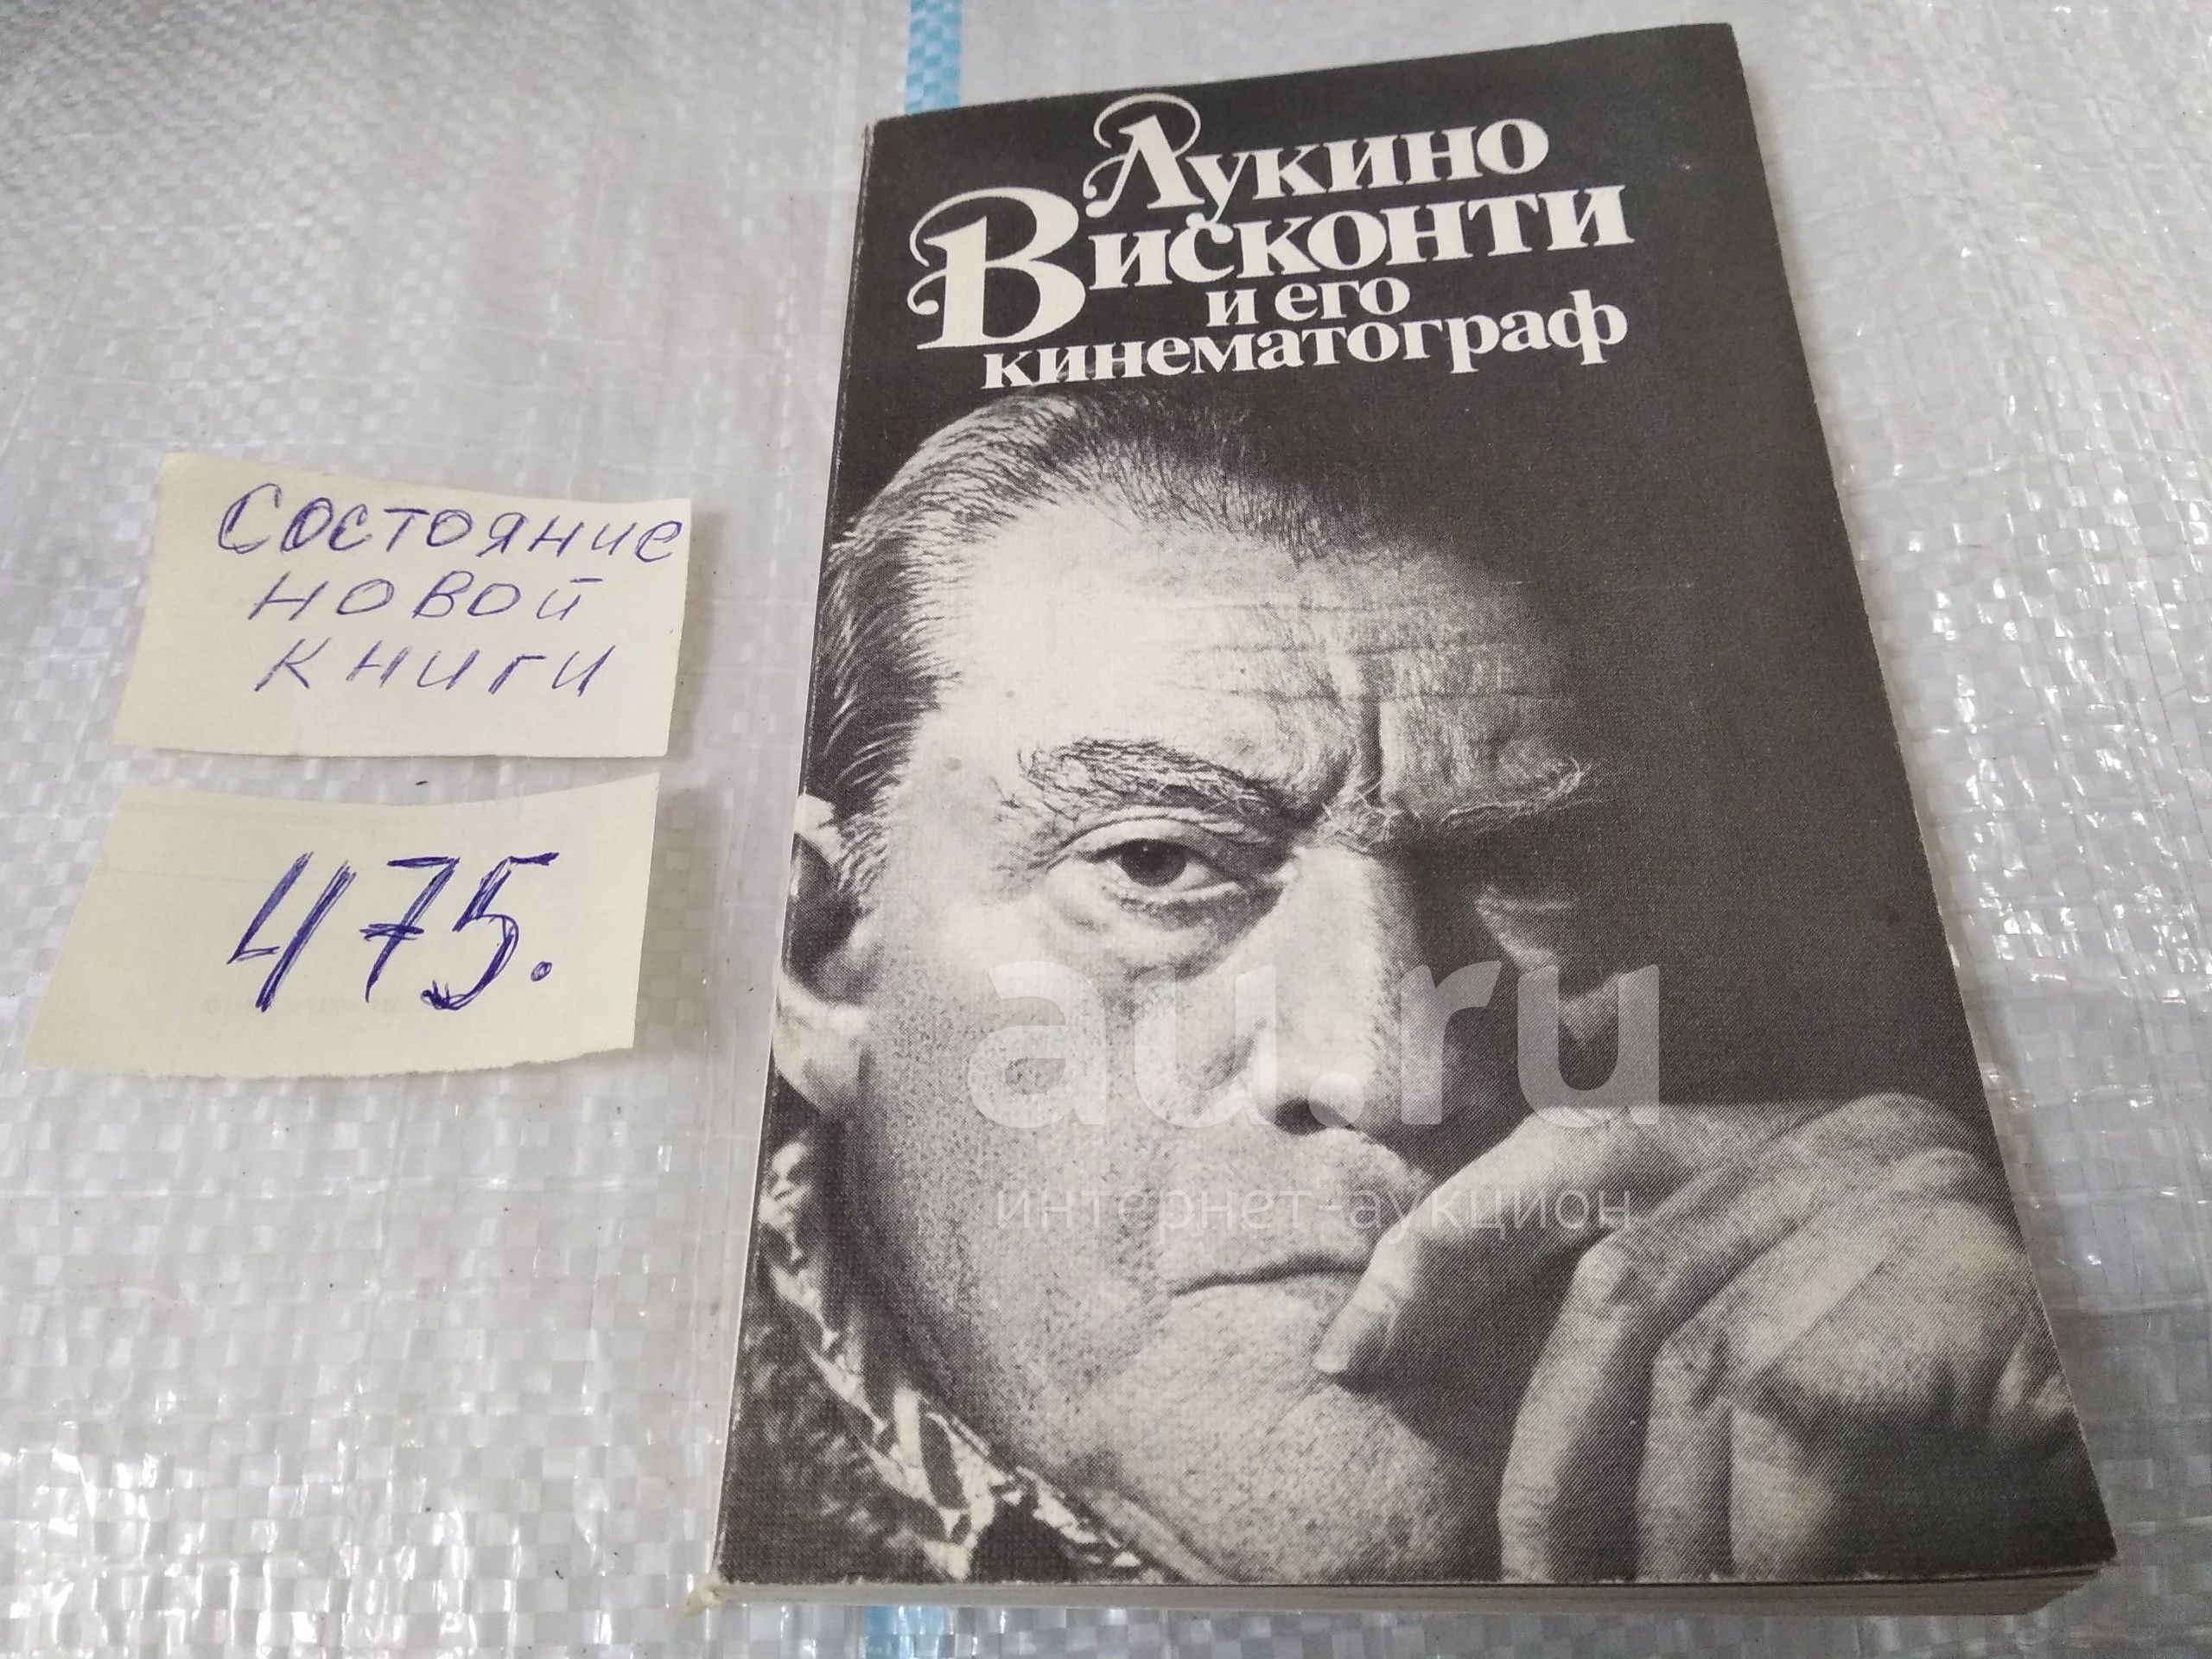 Лукино
Висконти
и его
кинематограф
Состояние
новой
книги
475.
au.ru
интернет-аукцион